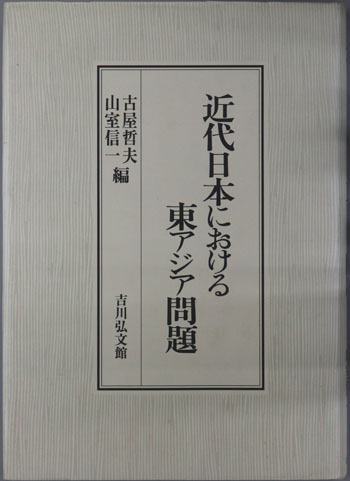 近代日本における
東アジア問題
古屋哲夫
山室信一 編
吉川弘文館